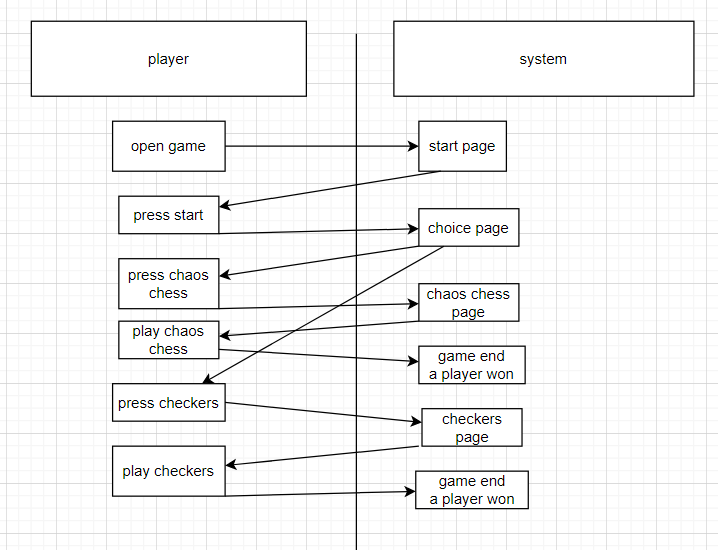 player
system
open game
start page
press start
choice page
press chaos
chess
chaos chess
page
play chaos
chess
game end
a player won
press checkers
checkers
page
play checkers
game end
a player won